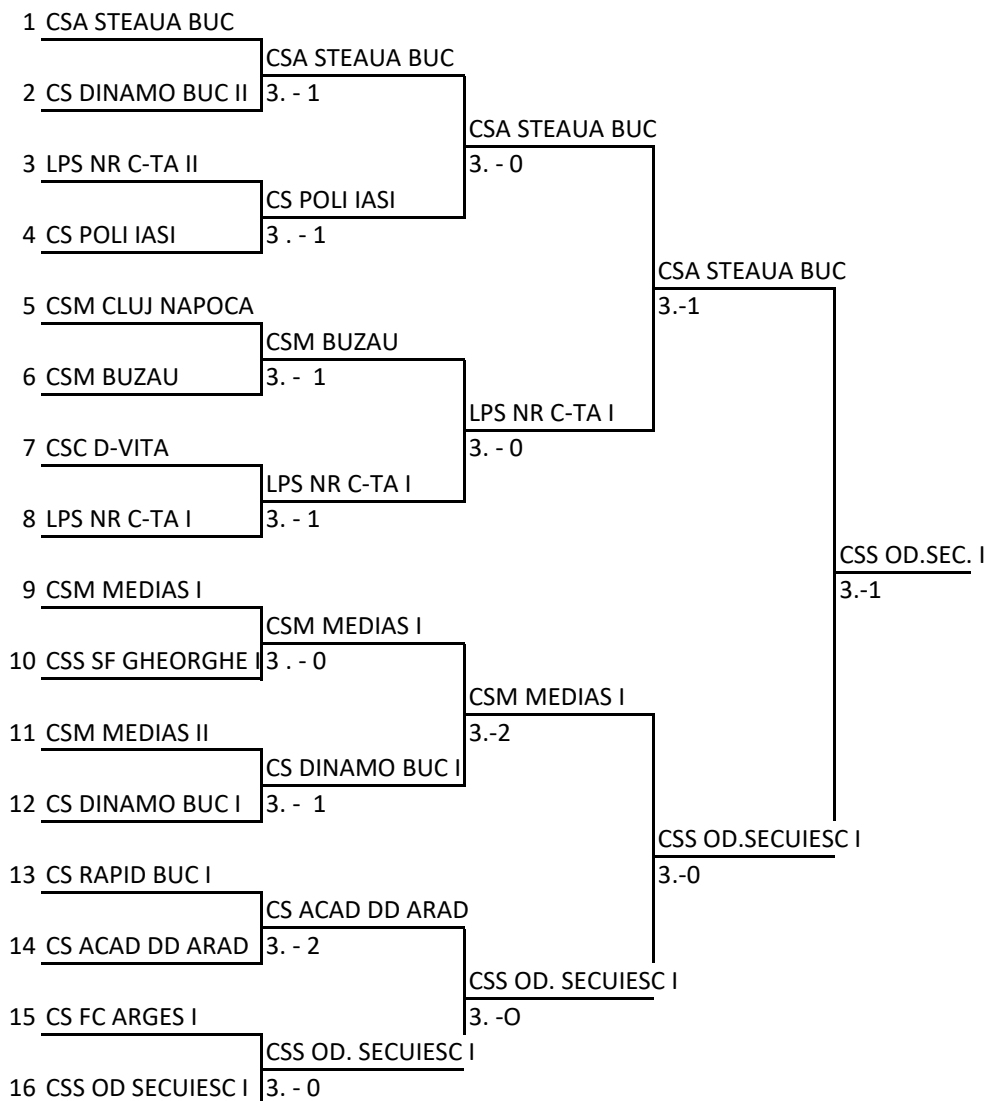 1 CSA STEAUA BUC
CSA STEAUA BUC
2 CS DINAMO BUC II 3. - 1
CSA STEAUA BUC
3 LPS NR C-TA II 3. - 0
CS POLI IASI
4 CS POLI IASI 3 . - 1
CSA STEAUA BUC
5 CSM CLUJ NAPOCA 3.-1
CSM BUZAU
6 CSM BUZAU 3. - 1
LPS NR C-TA I
7 CSC D-VITA 3. - 0
LPS NR C-TA I
8 LPS NR C-TA I 3. - 1
CSS OD.SEC. I
9 CSM MEDIAS I 3.-1
CSM MEDIAS I
10 CSS SF GHEORGHE I 3 . - 0
CSM MEDIAS I
11 CSM MEDIAS II 3.-2
CS DINAMO BUC I
12 CS DINAMO BUC I 3. - 1
CSS OD.SECUIESC I
13 CS RAPID BUC I 3.-0
CS ACAD DD ARAD
14 CS ACAD DD ARAD 3. - 2
CSS OD. SECUIESC I
15 CS FC ARGES I 3. -O
CSS OD. SECUIESC I
16 CSS OD SECUIESC I 3. - 0